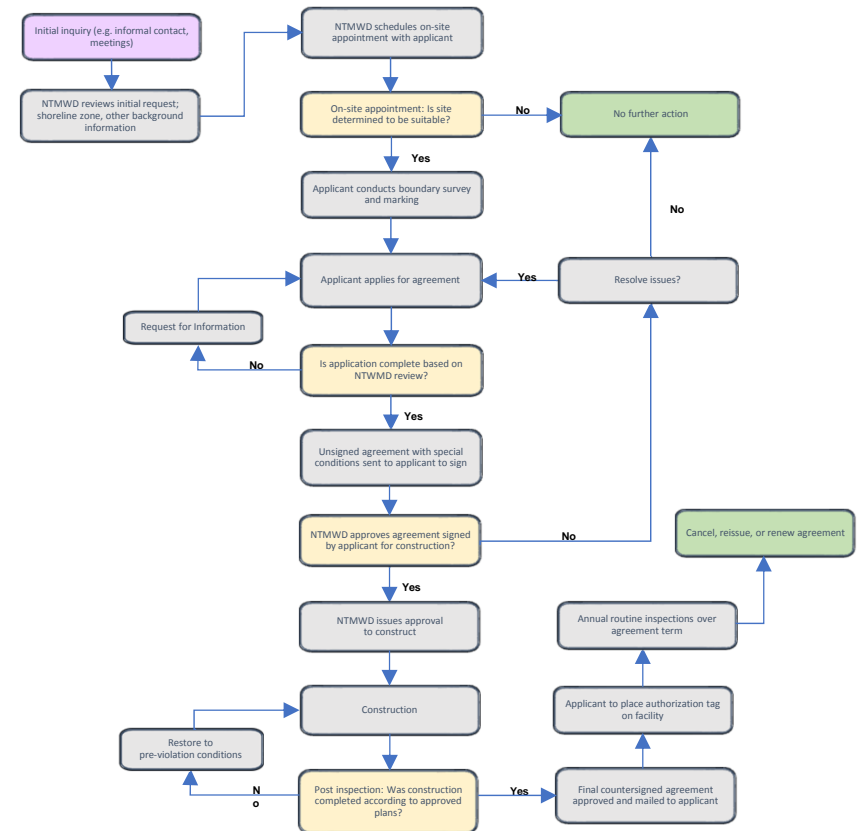 Initial inquiry (e.g. informal contact,
meetings)
NTMWD schedules on-site
appointment with applicant
NTMWD reviews initial request;
shoreline zone, other background
information
On-site appointment: Is site
determined to be suitable?
No
No further action
Yes
Applicant conducts boundary survey
and marking
No
Applicant applies for agreement
Yes
Resolve issues?
Request for Information
No
Is application complete based on
NTWMD review?
Yes
Unsigned agreement with special
conditions sent to applicant to sign
NTMWD approves agreement signed
by applicant for construction?
No
Cancel, reissue, or renew agreement
Yes
NTMWD issues approval
to construct
Annual routine inspections over
agreement term
Construction
Applicant to place authorization tag
on facility
Restore to
pre-violation conditions
N
o
Post inspection: Was construction
completed according to approved
plans?
Yes
Final countersigned agreement
approved and mailed to applicant